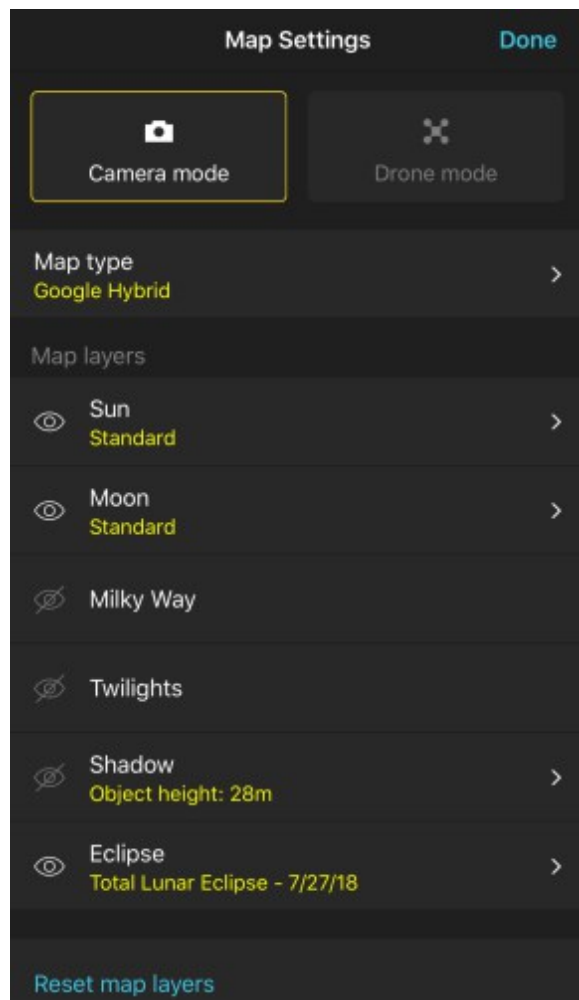 Map Settings
Done
Camera mode
Drone mode
Map type
Google Hybrid
Map layers
Sun
Standard
Moon
Standard
Milky Way
Twilights
Shadow
Object height: 28m
Eclipse
Total Lunar Eclipse - 7/27/18
Reset map layers